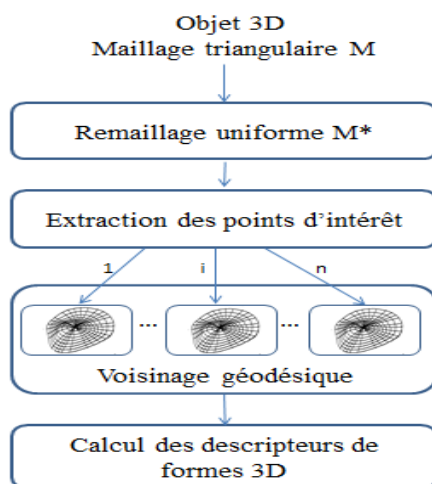 Objet 3D
Maillage triangulaire M
Remaillage uniforme M*
Extraction des points d'intérêt
1 i n
... ...
Voisinage géodésique
Calcul des descripteurs de
formes 3D